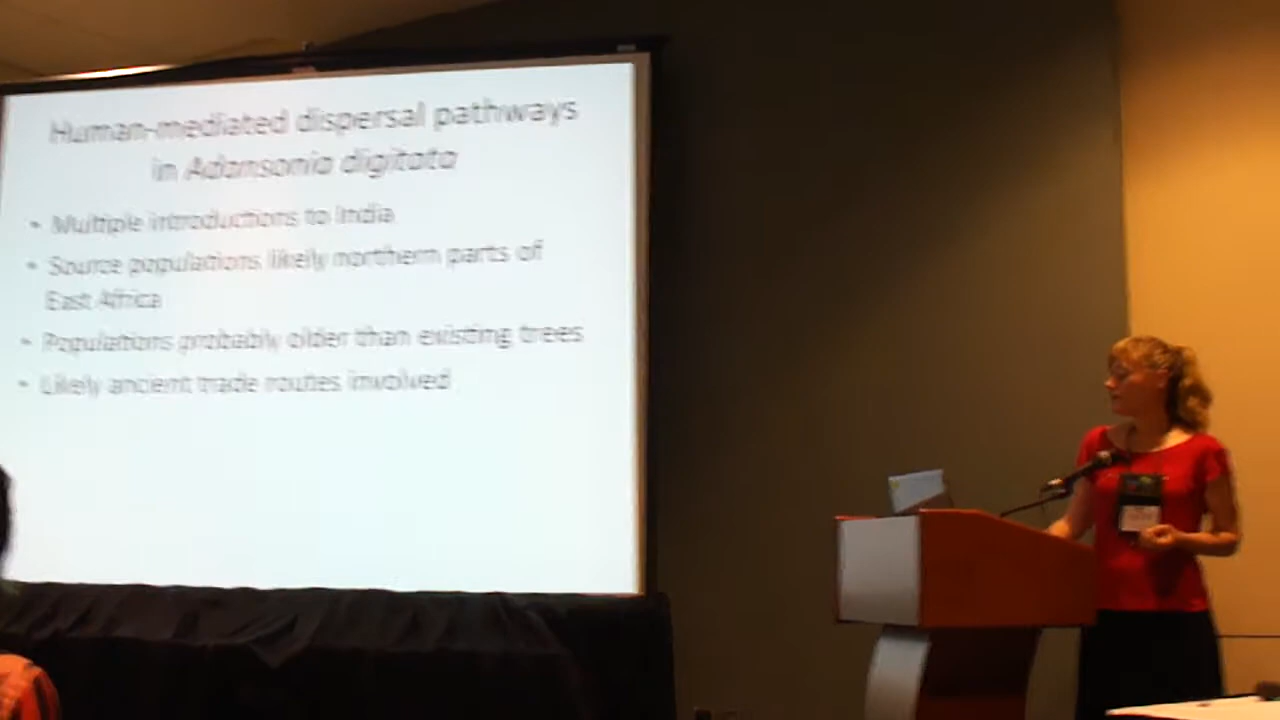 Human-mediated dispersal pathways
in Adansonia digitata
• Multiple introductions to India
• Source populations likely northern parts of
East Africa
• Populations probably older than existing trees
• Likely ancient trade routes involved